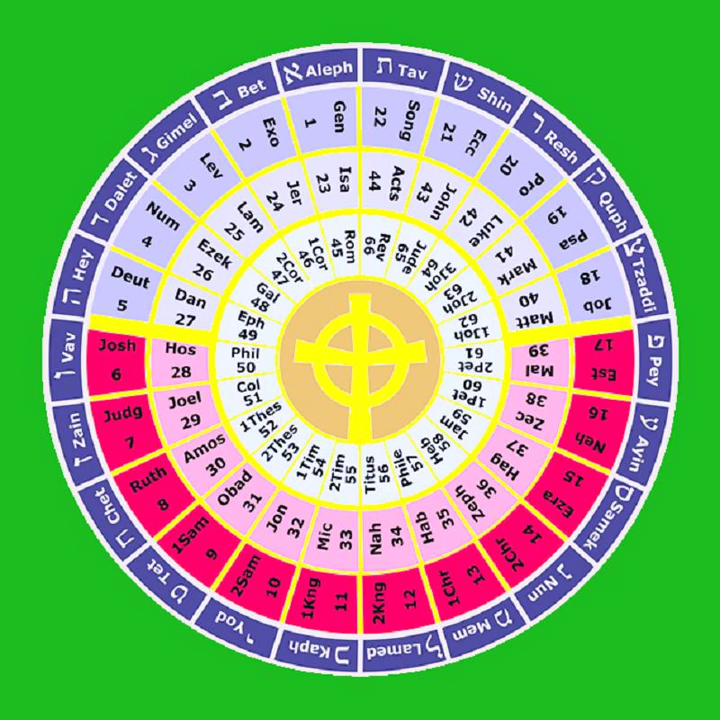 א Aleph
ב Bet
ג Gimel
ד Dalet
ה Hey
ו Vav
ז Zain
ח Chet
ט Tet
י Yod
כ Kaph
ל Lamed
מ Mem
נ Nun
ס Samek
ע Ayin
פ Pey
צ Tzaddi
ק Quph
ר Resh
ש Shin
ת Tav
Gen
1
Exo
2
Lev
3
Num
4
Deut
5
Josh
6
Judg
7
Ruth
8
1Sam
9
2Sam
10
1Kng
11
2Kng
12
1Chr
13
2Chr
14
Ezra
15
Neh
16
Est
17
Job
18
Psa
19
Pro
20
Ecc
21
Song
22
Isa
23
Jer
24
Lam
25
Ezek
26
Dan
27
Hos
28
Joel
29
Amos
30
Obad
31
Jon
32
Mic
33
Nah
34
Hab
35
Zeph
36
Hag
37
Zec
38
Mal
39
Matt
40
Mark
41
Luke
42
John
43
Acts
44
Rom
45
1Cor
46
2Cor
47
Gal
48
Eph
49
Phil
50
Col
51
1Thes
52
2Thes
53
1Tim
54
2Tim
55
Titus
56
Phile
57
Heb
58
Jam
59
1Pet
60
2Pet
61
1Joh
62
2Joh
63
3Joh
64
Jude
65
Rev
66